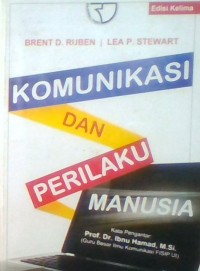 Edisi Kelima
BRENT D. RUBEN | LEA P. STEWART
KOMUNIKASI
DAN
PERILAKU
MANUSIA
Kata Pengantar:
Prof. Dr. Ibnu Hamad, M.Si.
(Guru Besar Ilmu Komunikasi FISIP UI)